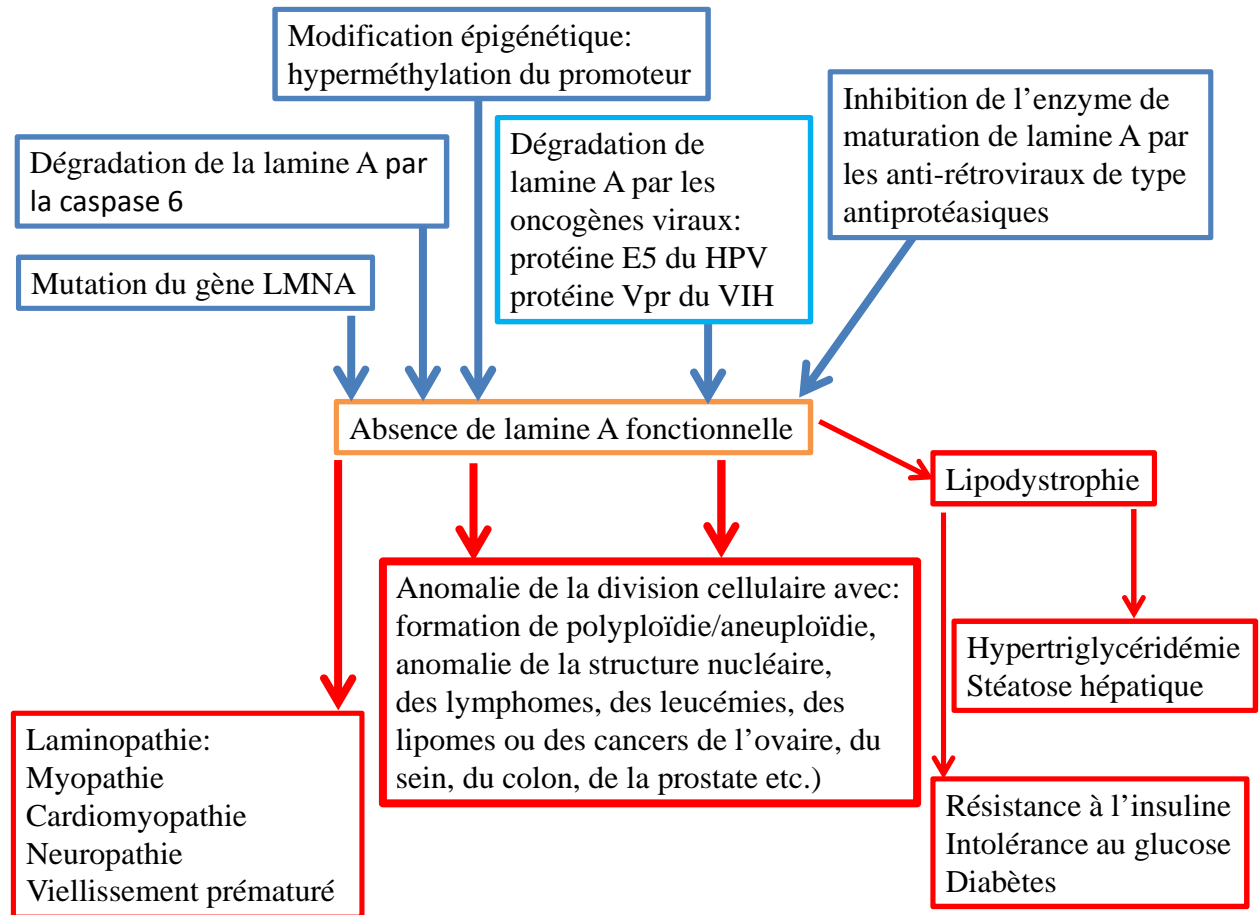 Modification épigénétique:
hyperméthylation du promoteur
Inhibition de l’enzyme de
maturation de lamine A par
les anti-rétroviraux de type
antiprotéasiques
Dégradation de
lamine A par les
oncogènes viraux:
protéine E5 du HPV
protéine Vpr du VIH
Dégradation de la lamine A par
la caspase 6
Mutation du gène LMNA
Absence de lamine A fonctionnelle
Lipodystrophie
Anomalie de la division cellulaire avec:
formation de polyploïdie/aneuploïdie,
anomalie de la structure nucléaire,
des lymphomes, des leucémies, des
lipomes ou des cancers de l’ovaire, du
sein, du colon, de la prostate etc.)
Hypertriglycéridémie
Stéatose hépatique
Laminopathie:
Myopathie
Cardiomyopathie
Neuropathie
Viellissement prématuré
Résistance à l’insuline
Intolérance au glucose
Diabètes